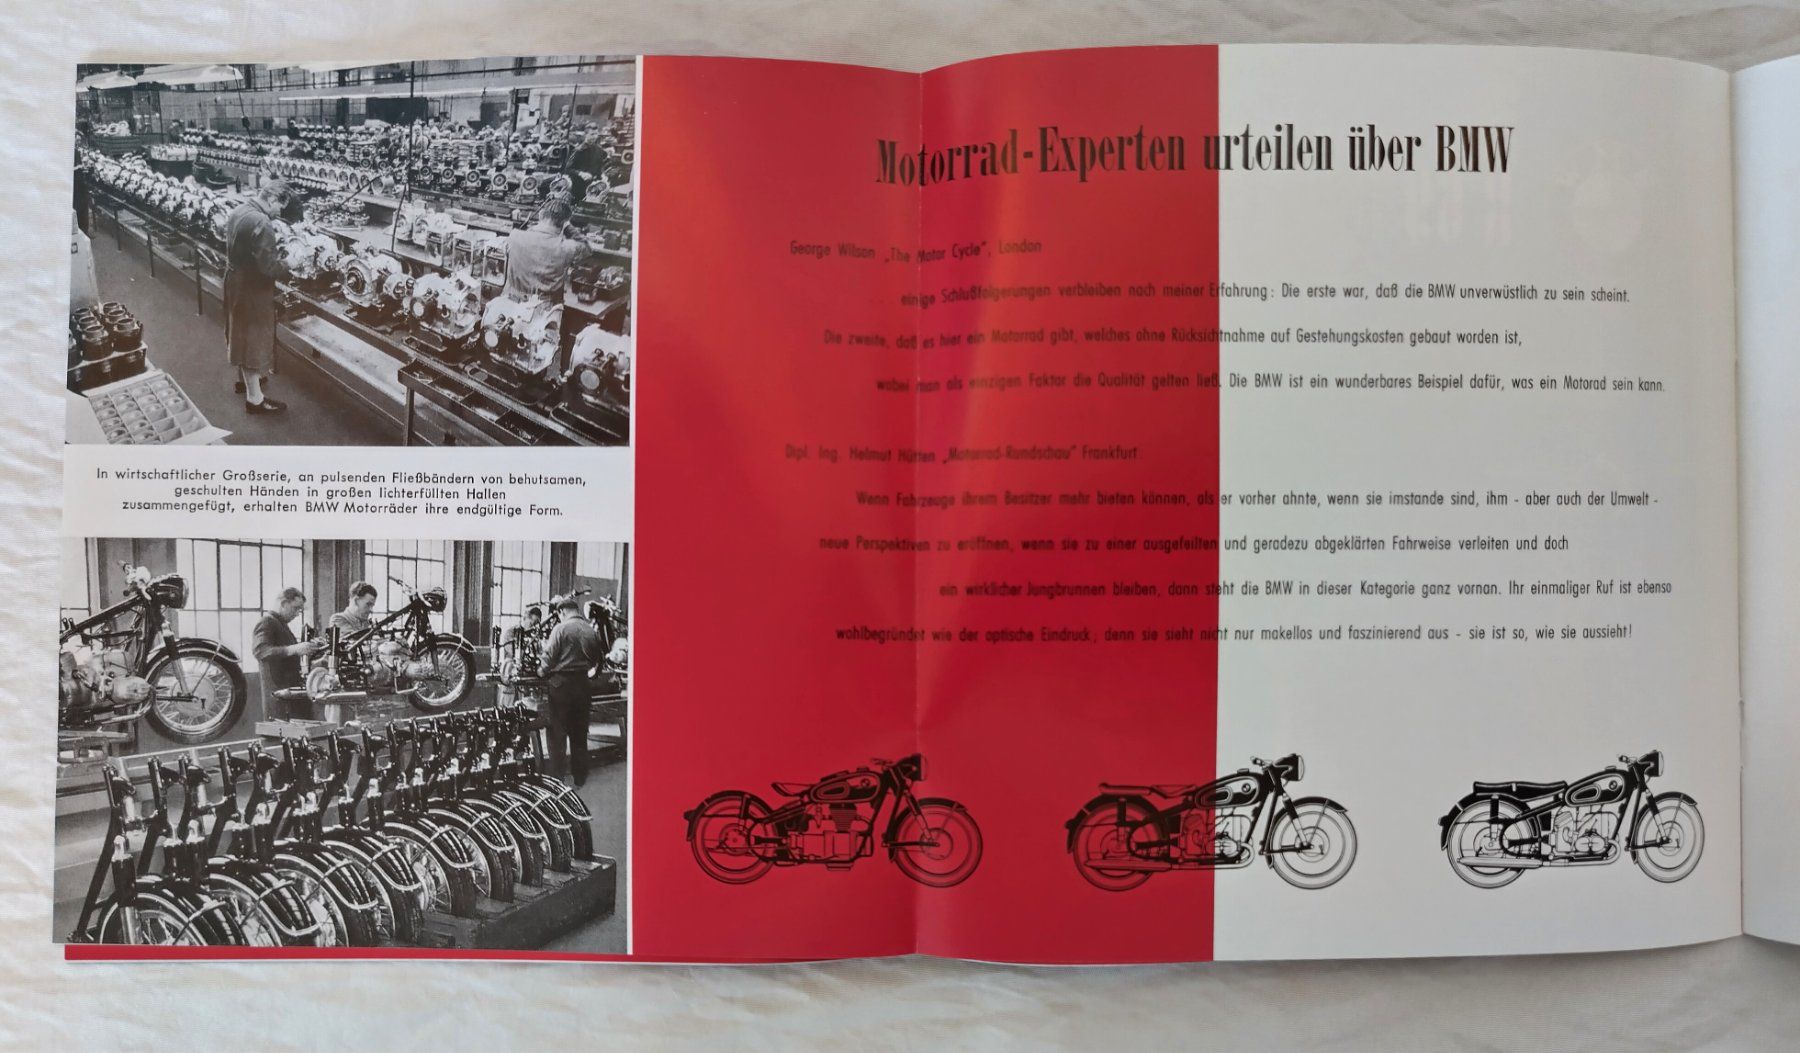 In wirtschaftlicher Großserie, an pulsenden Fließbändern von behutsamen,
geschulten Händen in großen lichterfüllten Hallen
zusammengefügt, erhalten BMW Motorräder ihre endgültige Form.
Motorrad-Experten urteilen über BMW
George Wilson „The Motor Cycle“, London
einige Schlußfolgerungen verbleiben nach meiner Erfahrung: Die erste war, daß die BMW unverwüstlich zu sein scheint.
Die zweite, daß es hier ein Motorrad gibt, welches ohne Rücksichtnahme auf Gestehungskosten gebaut worden ist,
wobei man als einzigen Faktor die Qualität gelten ließ. Die BMW ist ein wunderbares Beispiel dafür, was ein Motorad sein kann.
Dipl. Ing. Helmut Hütten „Motorrad-Rundschau“ Frankfurt
Wenn Fahrzeuge ihrem Besitzer mehr bieten können, als er vorher ahnte, wenn sie imstande sind, ihm - aber auch der Umwelt -
neue Perspektiven zu eröffnen, wenn sie zu einer ausgefeilten und geradezu abgeklärten Fahrweise verleiten und doch
ein wirklicher Jungbrunnen bleiben, dann steht die BMW in dieser Kategorie ganz vornan. Ihr einmaliger Ruf ist ebenso
wohlbegründet wie der optische Eindruck; denn sie sieht nicht nur makellos und faszinierend aus - sie ist so, wie sie aussieht!